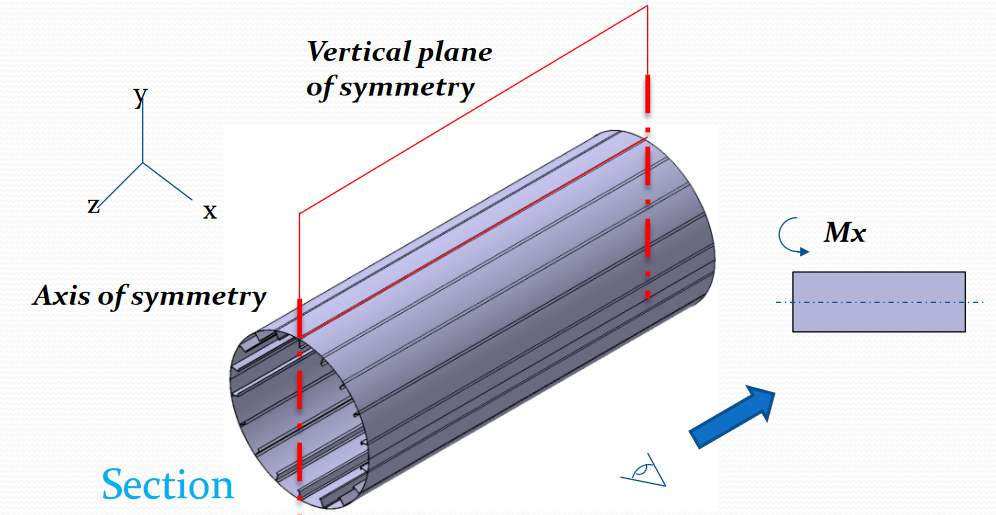 Vertical plane
of symmetry
y
z
x
Mx
Axis of symmetry
Section